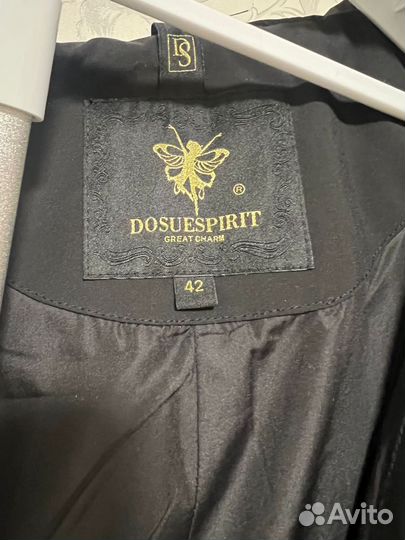 DS
®
DOSUESPIRIT
GREAT CHARM
42
Avito